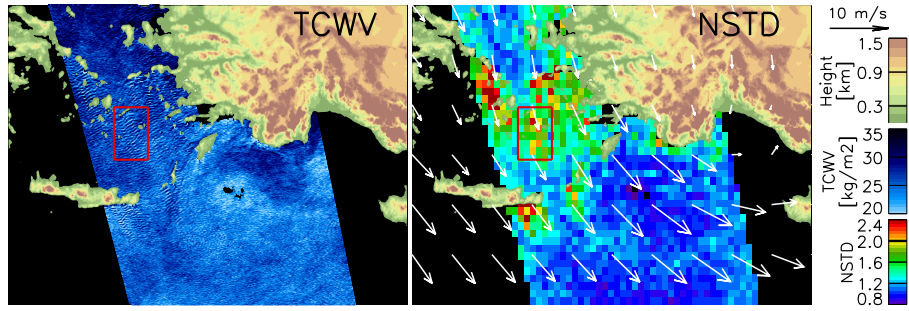 TCWV
NSTD
10 m/s
Height
[km]
1.5
0.9
0.3
TCWV
[kg/m2]
35
30
25
20
NSTD
2.4
2.0
1.6
1.2
0.8